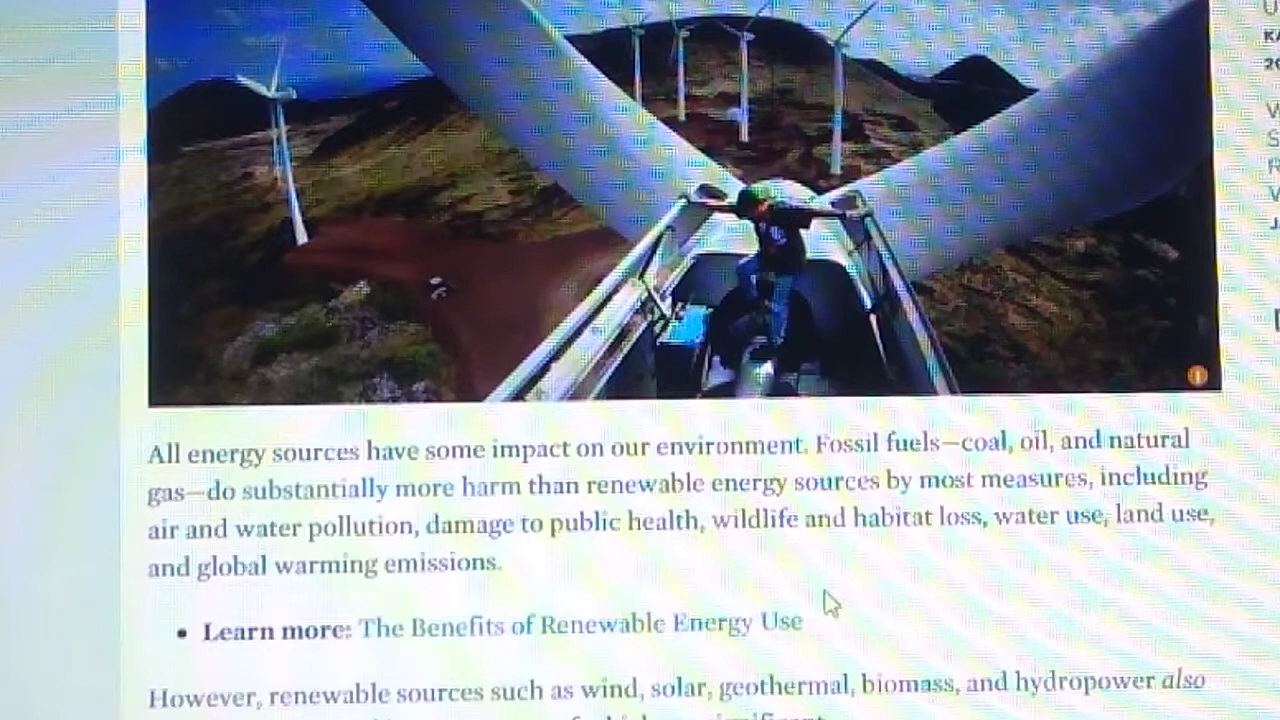 All energy sources have some impact on our environment. Fossil fuels—coal, oil, and natural
gas—do substantially more harm than renewable energy sources by most measures, including
air and water pollution, damage to public health, wildlife and habitat loss, water use, land use,
and global warming emissions.
• Learn more: The Benefits of Renewable Energy Use
However, renewable sources such as wind, solar, geothermal, biomass, and hydropower also